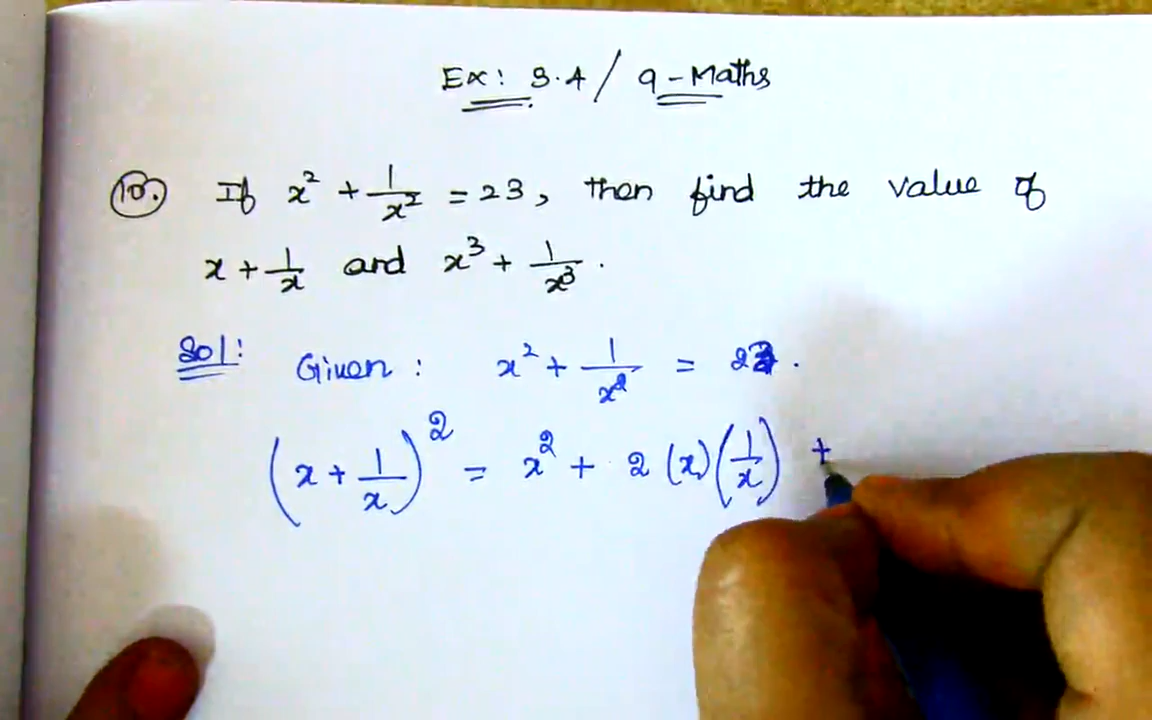 Ex: 3.4 / 9 - Maths
10. If x² + 1/x² = 23, then find the value of
x + 1/x and x³ + 1/x³.
Sol: Given : x² + 1/x² = 23.
(x + 1/x)² = x² + 2 (x) (1/x) +